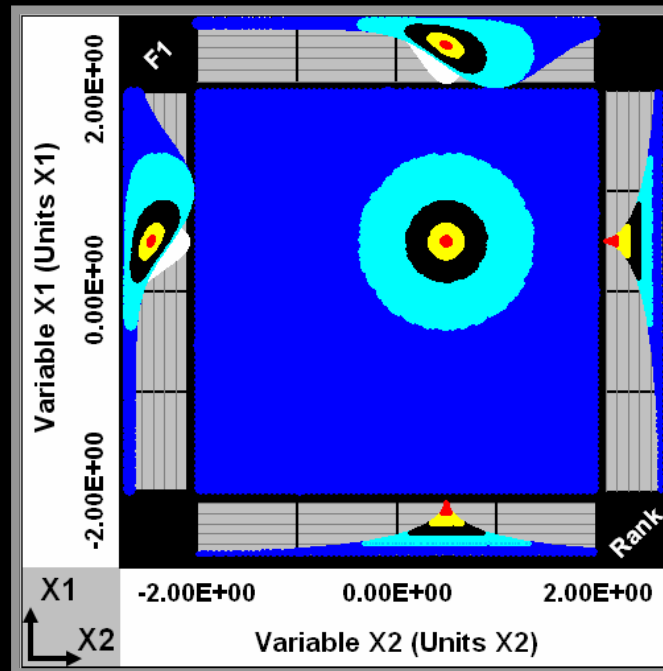 F1
Variable X1 (Units X1)
2.00E+00
0.00E+00
-2.00E+00
Rank
X1
X2
-2.00E+00 0.00E+00 2.00E+00
Variable X2 (Units X2)